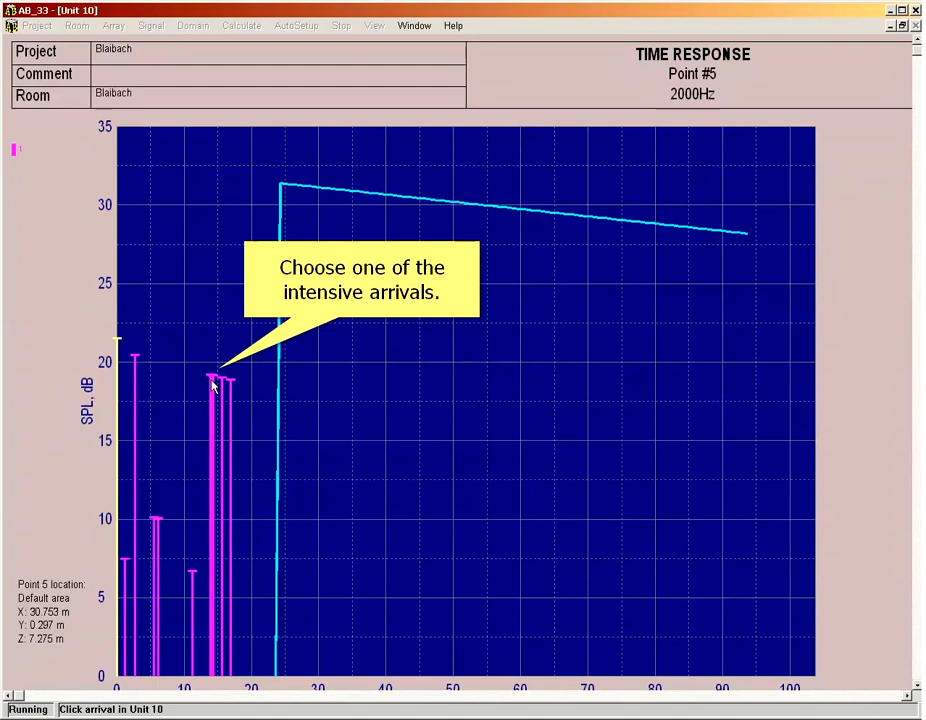 AB_33 - [Unit 10]
Project Room Array Signal Domain Calculate AutoSetup Stop View Window Help
Project Blaibach
Comment
Room Blaibach
TIME RESPONSE
Point #5
2000Hz
1
35
30
25
20
15
10
5
0
SPL, dB
Choose one of the
intensive arrivals.
Point 5 location:
Default area
X: 30.753 m
Y: 0.297 m
Z: 7.275 m
0 10 20 30 40 50 60 70 80 90 100
Running Click arrival in Unit 10